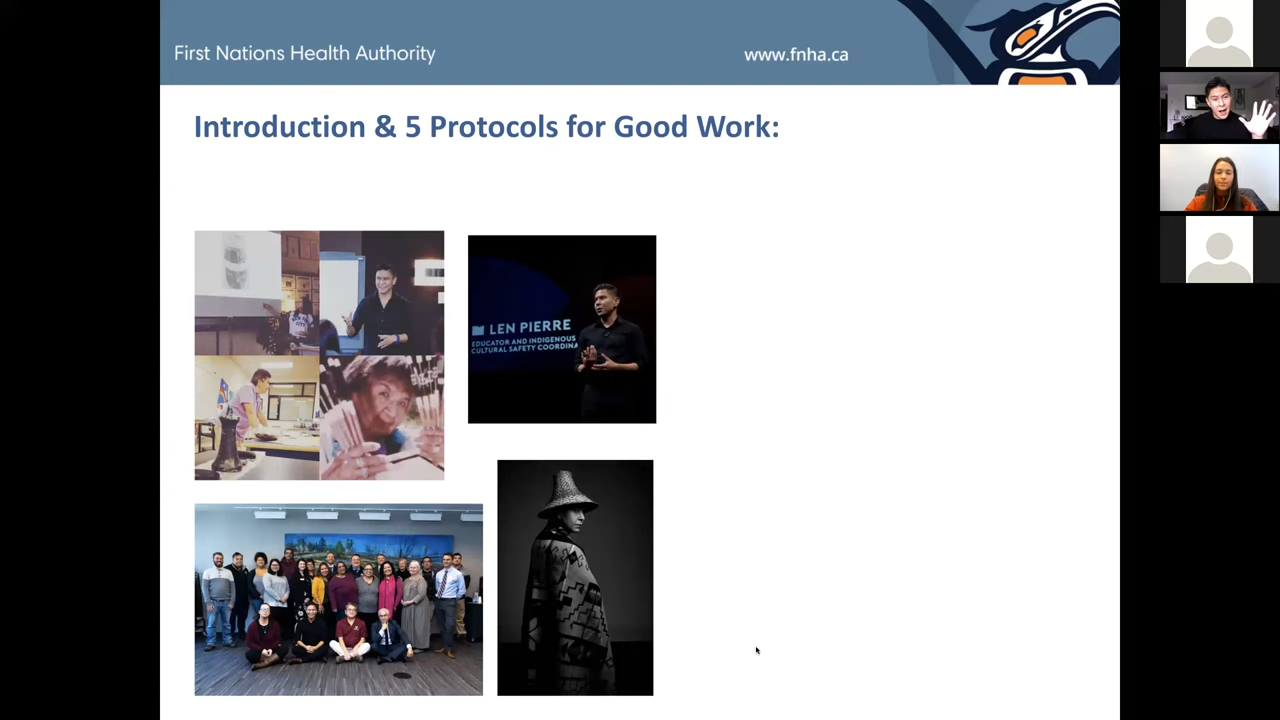 First Nations Health Authority
www.fnha.ca
Introduction & 5 Protocols for Good Work:
LEN PIERRE
EDUCATOR AND INDIGENOUS
CULTURAL SAFETY COORDINA